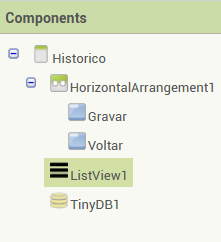 Components
Historico
HorizontalArrangement1
Gravar
Voltar
ListView1
TinyDB1